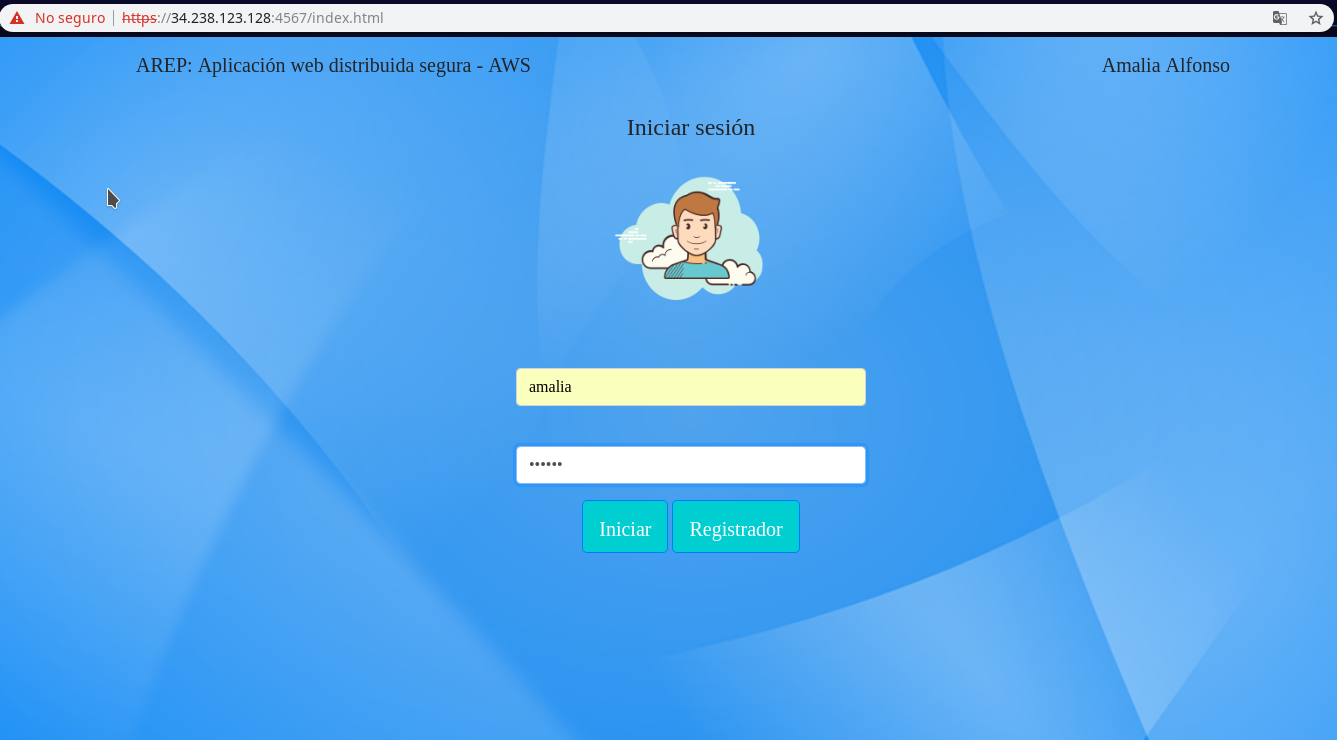 No seguro https://34.238.123.128:4567/index.html
AREP: Aplicación web distribuida segura - AWS
Amalia Alfonso
Iniciar sesión
amalia
••••••
Iniciar
Registrador